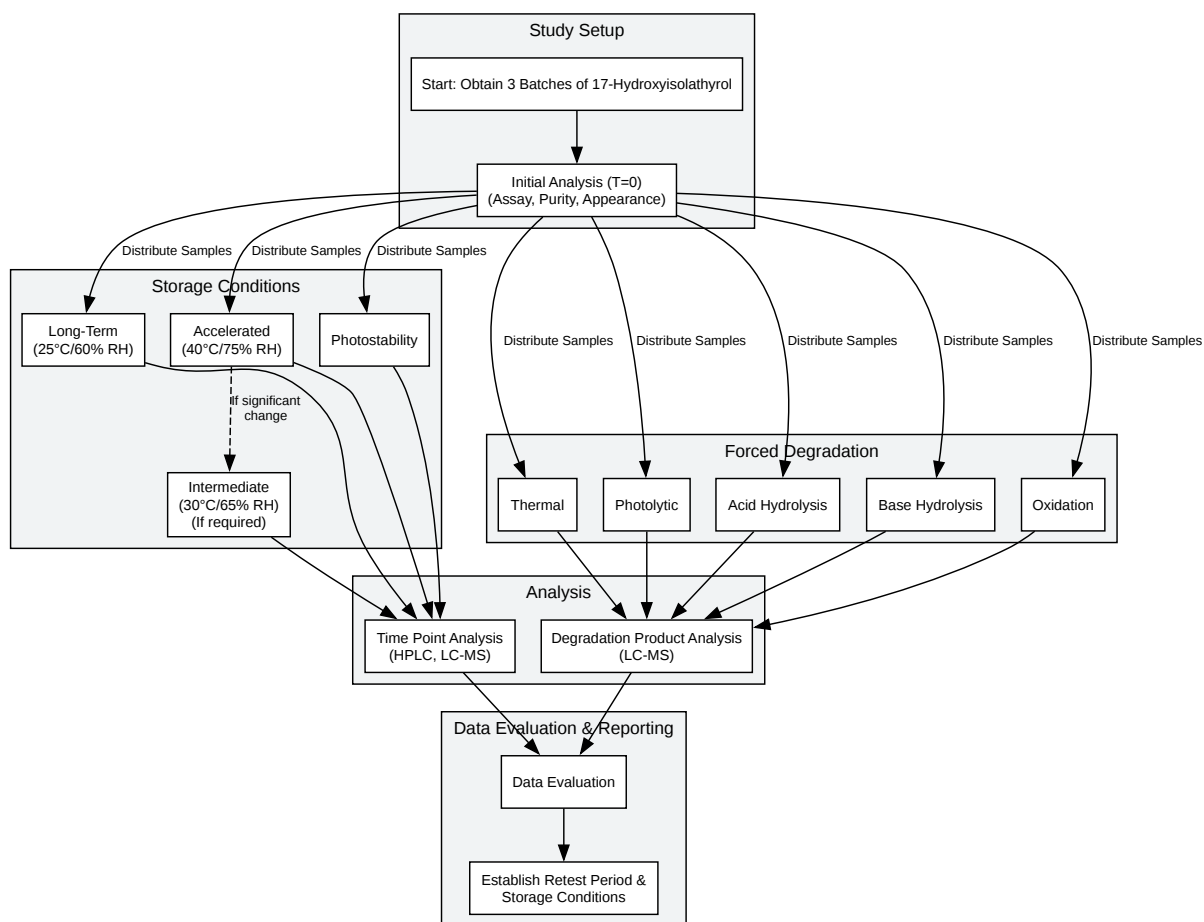 Study Setup
Start: Obtain 3 Batches of 17-Hydroxyisolathyrol
Initial Analysis (T=0)
(Assay, Purity, Appearance)
Distribute Samples
Distribute Samples
Distribute Samples
Storage Conditions
Long-Term
(25°C/60% RH)
Accelerated
(40°C/75% RH)
Photostability
Distribute Samples
Distribute Samples
Distribute Samples
Distribute Samples
Distribute Samples
If significant
change
Intermediate
(30°C/65% RH)
(If required)
Forced Degradation
Thermal
Photolytic
Acid Hydrolysis
Base Hydrolysis
Oxidation
Analysis
Time Point Analysis
(HPLC, LC-MS)
Degradation Product Analysis
(LC-MS)
Data Evaluation & Reporting
Data Evaluation
Establish Retest Period &
Storage Conditions